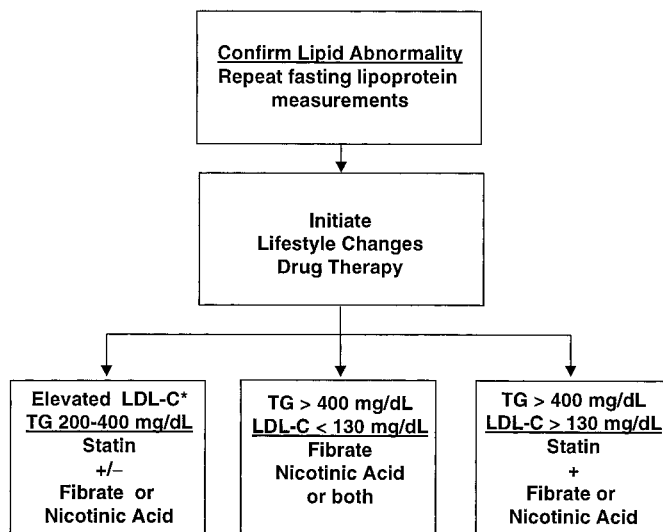 Confirm Lipid Abnormality
Repeat fasting lipoprotein
measurements
Initiate
Lifestyle Changes
Drug Therapy
Elevated LDL-C*
TG 200-400 mg/dL
Statin
+/–
Fibrate or
Nicotinic Acid
TG > 400 mg/dL
LDL-C < 130 mg/dL
Fibrate
Nicotinic Acid
or both
TG > 400 mg/dL
LDL-C > 130 mg/dL
Statin
+
Fibrate or
Nicotinic Acid